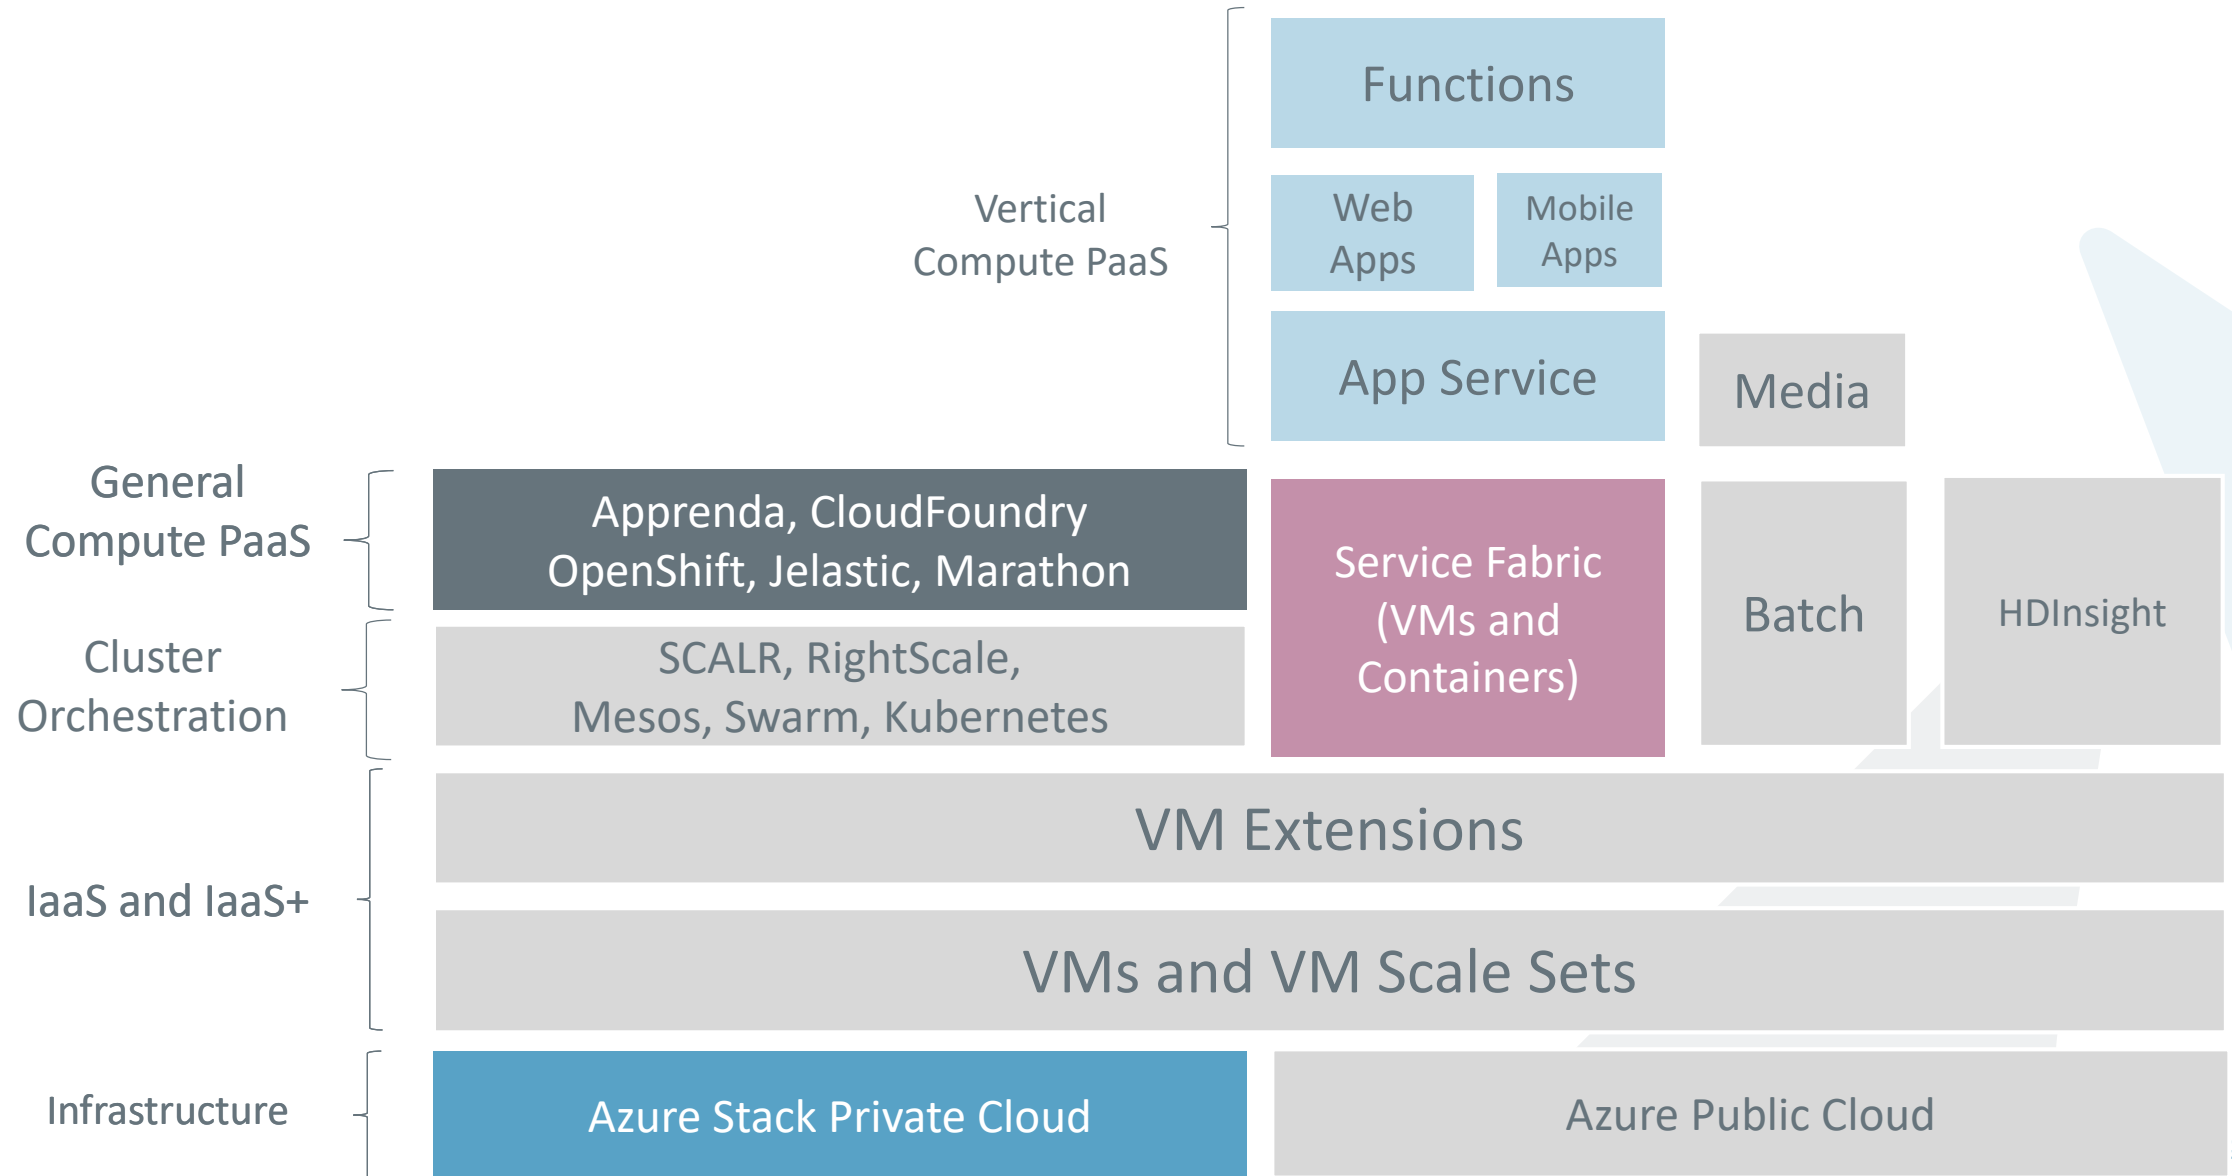 Functions
Vertical
Compute PaaS
Web
Apps
Mobile
Apps
App Service
Media
General
Compute PaaS
Apprenda, CloudFoundry
OpenShift, Jelastic, Marathon
Service Fabric
(VMs and
Containers)
Batch
HDInsight
Cluster
Orchestration
SCALR, RightScale,
Mesos, Swarm, Kubernetes
VM Extensions
IaaS and IaaS+
VMs and VM Scale Sets
Infrastructure
Azure Stack Private Cloud
Azure Public Cloud